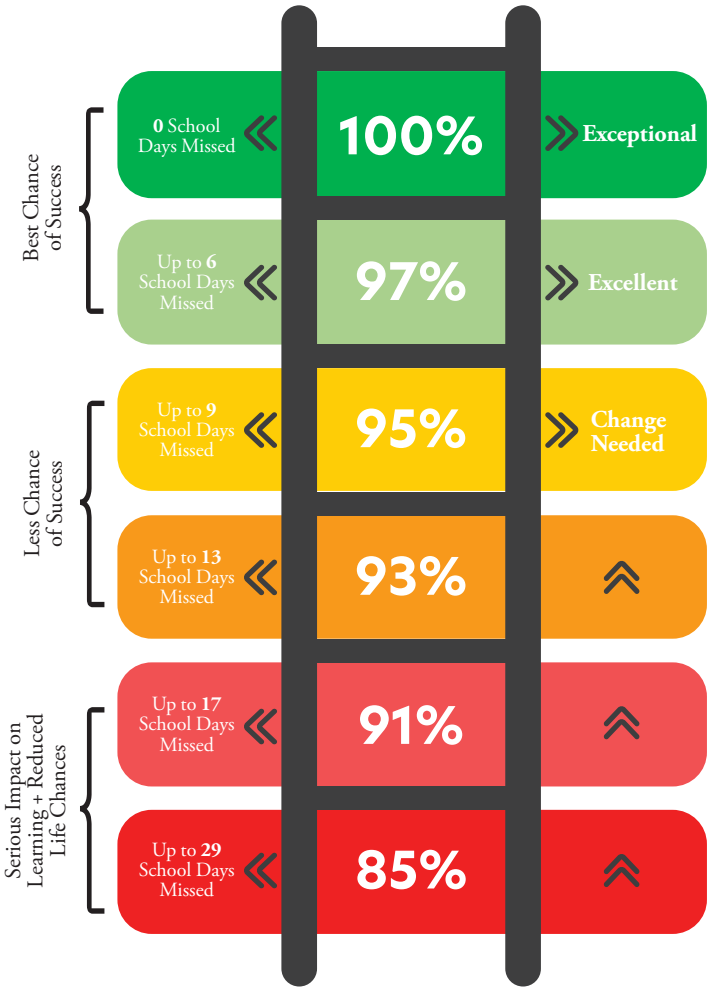 Best Chance
of Success
0 School
Days Missed
100%
Exceptional
Up to 6
School Days
Missed
97%
Excellent
Less Chance
of Success
Up to 9
School Days
Missed
95%
Change
Needed
Up to 13
School Days
Missed
93%
Serious Impact on
Learning + Reduced
Life Chances
Up to 17
School Days
Missed
91%
Up to 29
School Days
Missed
85%